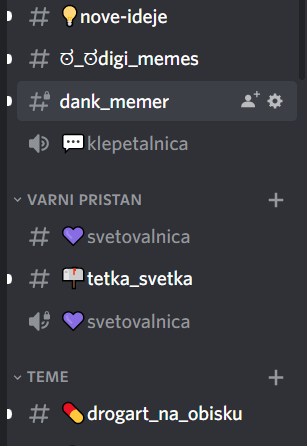 💡nove-ideje
ಠ_ಠdigi_memes
dank_memer
💬klepetalnica
VARNI PRISTAN
💜svetovalnica
📬tetka_svetka
💜svetovalnica
TEME
💊drogart_na_obisku